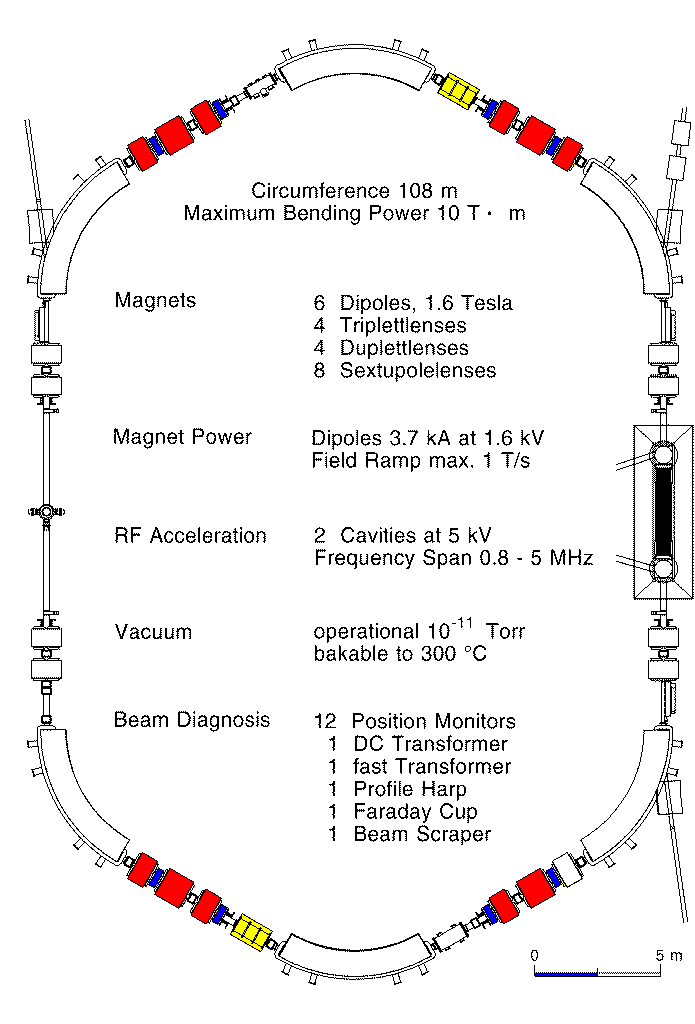 Circumference 108 m
Maximum Bending Power 10 T · m
Magnets 6 Dipoles, 1.6 Tesla
4 Triplettlenses
4 Duplettlenses
8 Sextupolelenses
Magnet Power Dipoles 3.7 kA at 1.6 kV
Field Ramp max. 1 T/s
RF Acceleration 2 Cavities at 5 kV
Frequency Span 0.8 - 5 MHz
Vacuum operational 10⁻¹¹ Torr
bakable to 300 °C
Beam Diagnosis 12 Position Monitors
1 DC Transformer
1 fast Transformer
1 Profile Harp
1 Faraday Cup
1 Beam Scraper
0 5 m